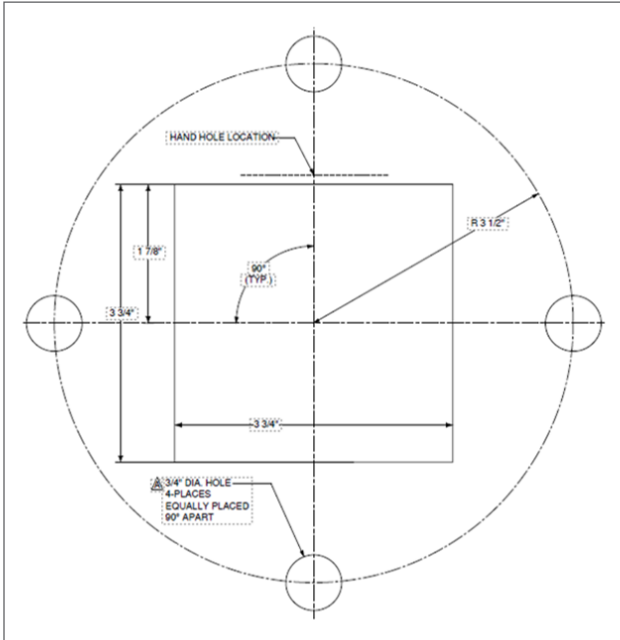 HAND HOLE LOCATION
R 3 1/2"
1 7/8"
90°
(TYP.)
3 3/4"
3 3/4"
3/4" DIA. HOLE
4-PLACES
EQUALLY PLACED
90° APART